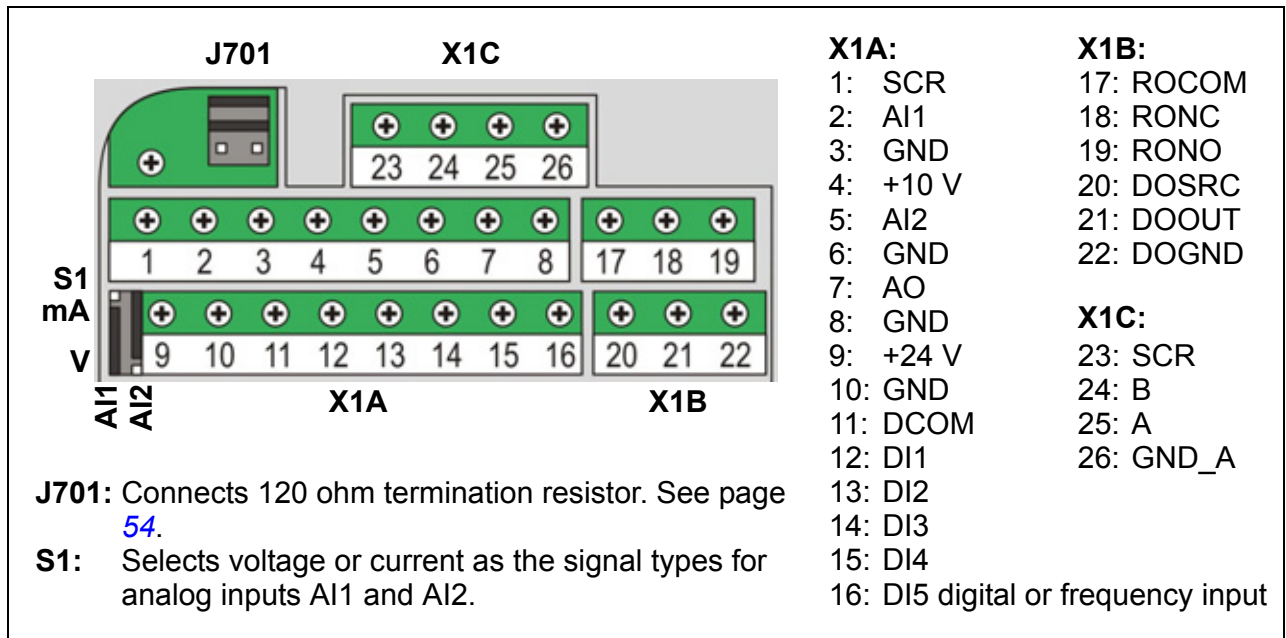 J701 X1C
23 24 25 26
1 2 3 4 5 6 7 8 17 18 19
S1
mA
V
9 10 11 12 13 14 15 16 20 21 22
AI1
AI2
X1A X1B
J701: Connects 120 ohm termination resistor. See page
54.
S1: Selects voltage or current as the signal types for
analog inputs AI1 and AI2.
X1A:
1: SCR
2: AI1
3: GND
4: +10 V
5: AI2
6: GND
7: AO
8: GND
9: +24 V
10: GND
11: DCOM
12: DI1
13: DI2
14: DI3
15: DI4
16: DI5 digital or frequency input
X1B:
17: ROCOM
18: RONC
19: RONO
20: DOSRC
21: DOOUT
22: DOGND
X1C:
23: SCR
24: B
25: A
26: GND_A